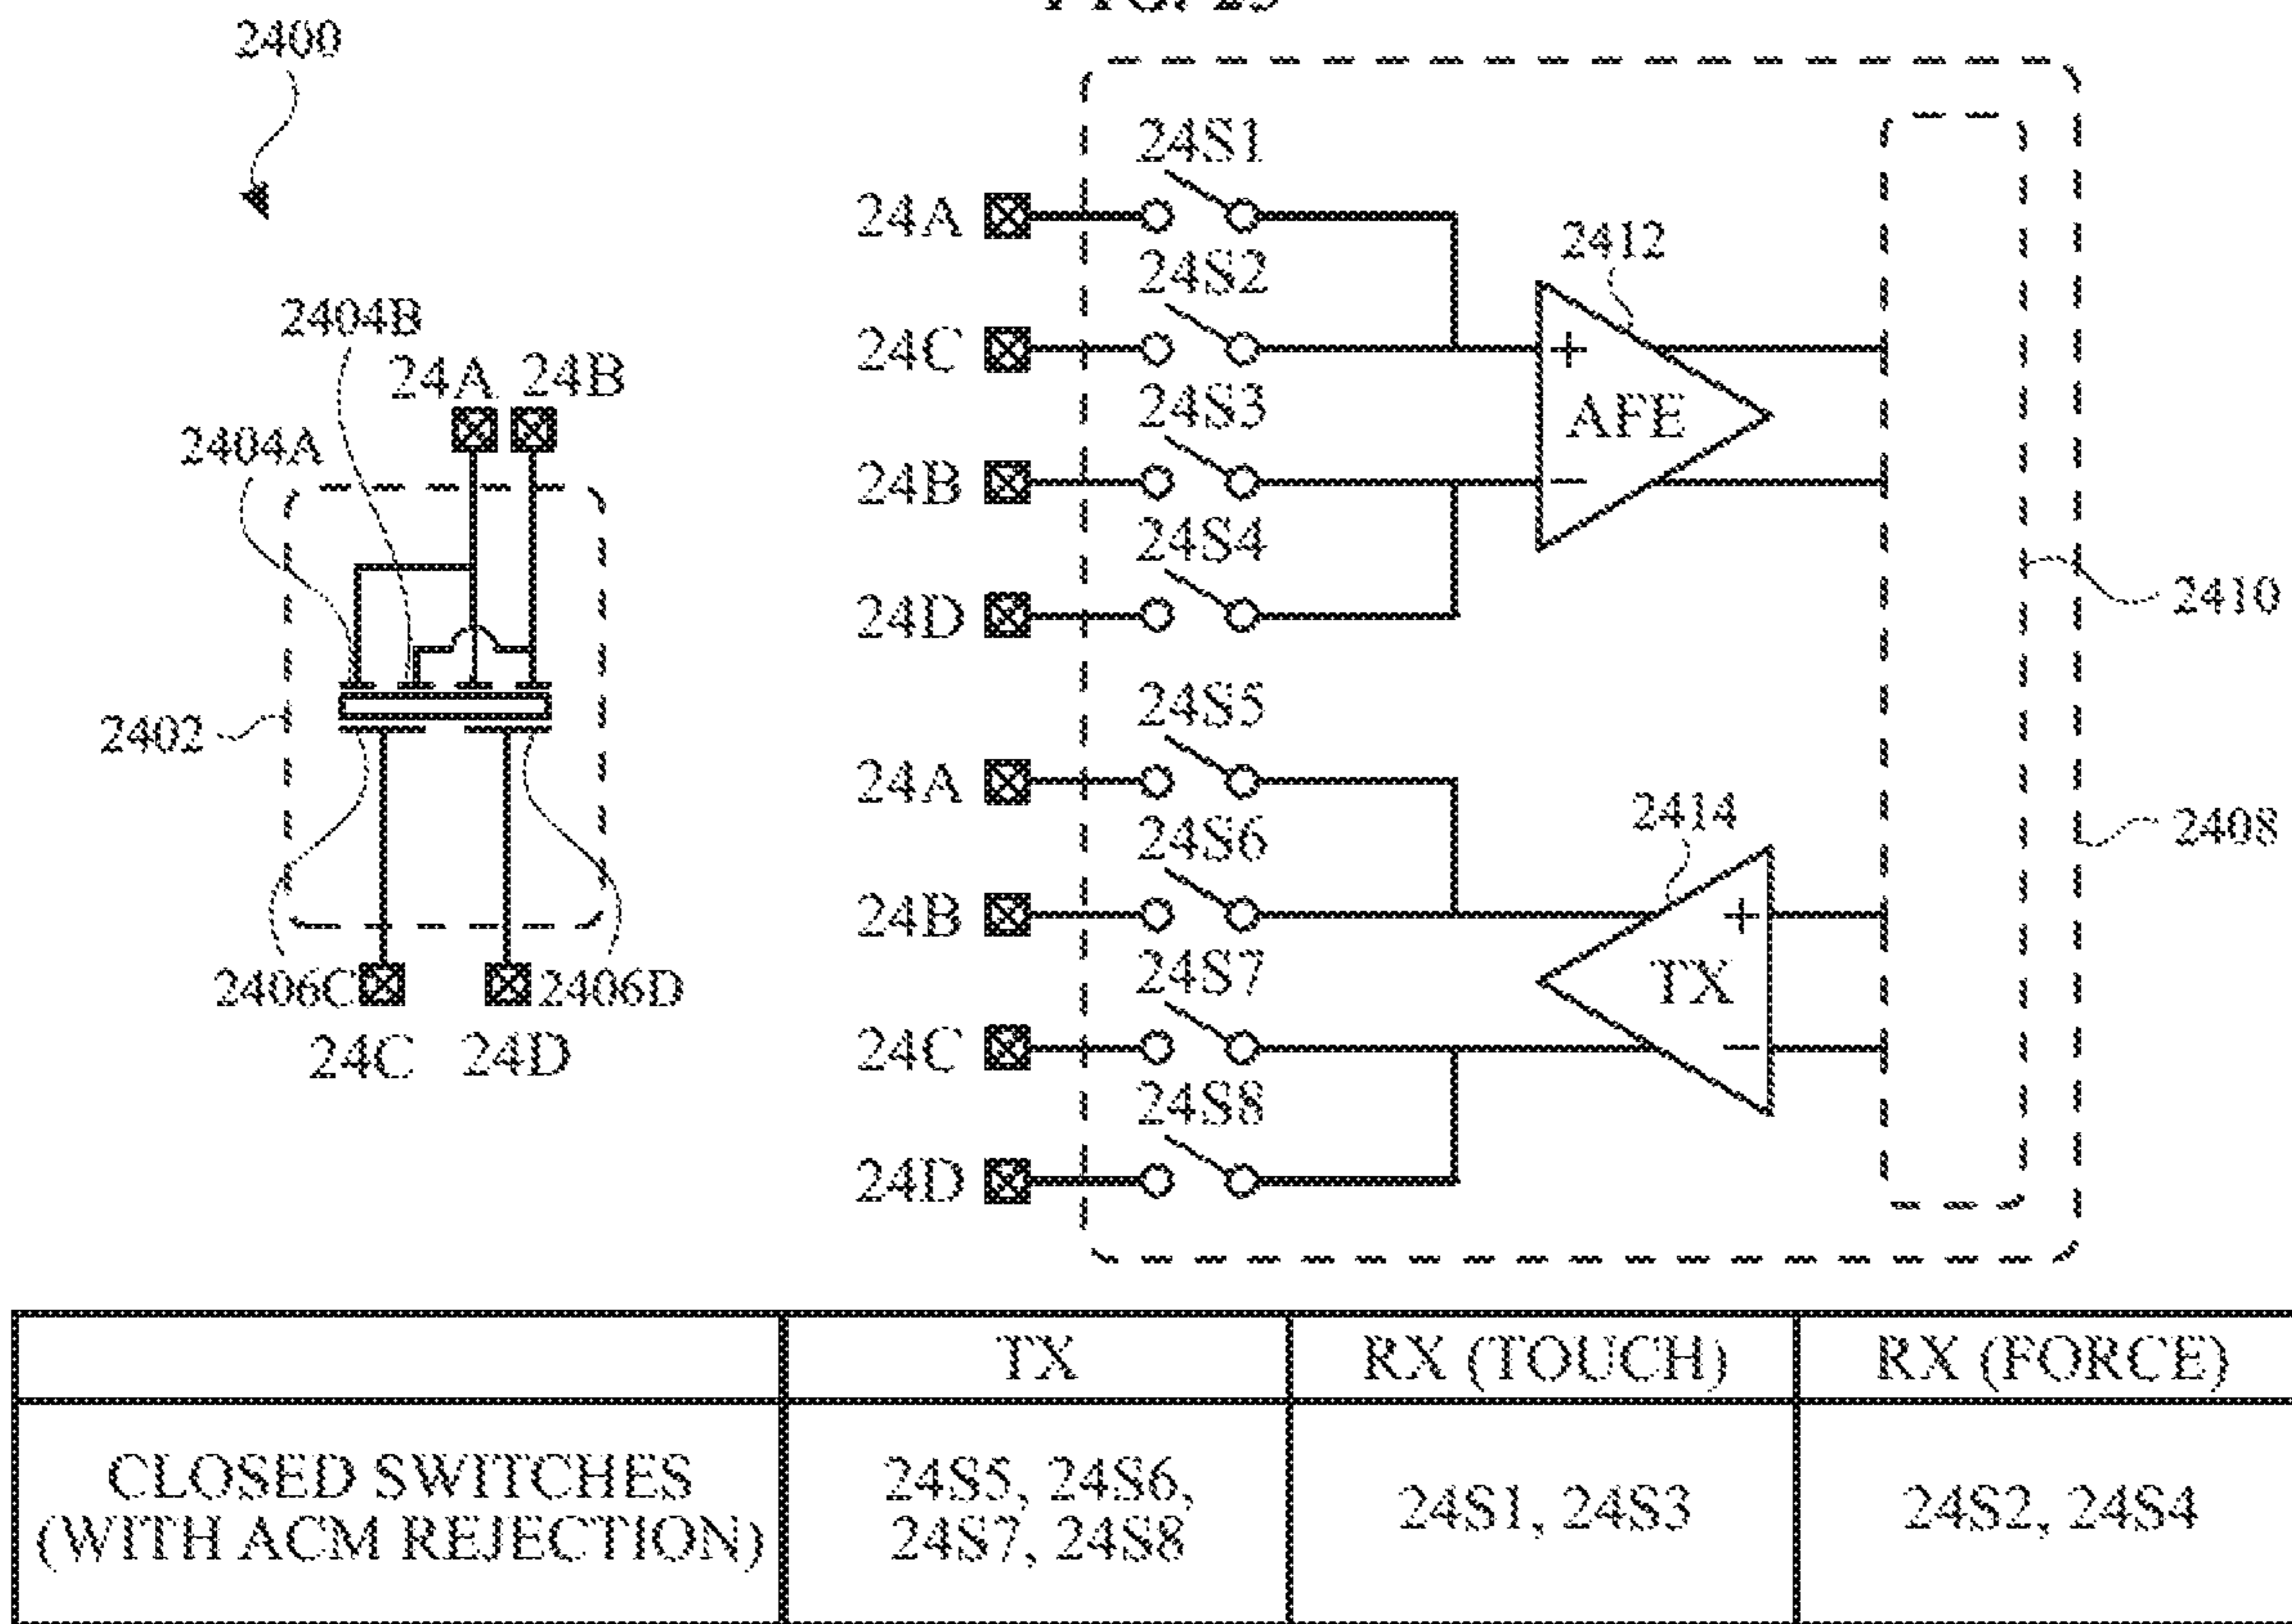 FIG. 23
2400
24S1
24A
2412
24S2
2404B
24C
+
24A 24B
24S3
AFE
2404A
24B
−
24S4
24D
2410
24S5
2402
24A
2414
2408
24S6
24B
+
2406C
2406D
24S7
TX
24C 24D
24C
−
24S8
24D
TX
RX (TOUCH)
RX (FORCE)
CLOSED SWITCHES
(WITH ACM REJECTION)
24S5, 24S6,
24S7, 24S8
24S1, 24S3
24S2, 24S4